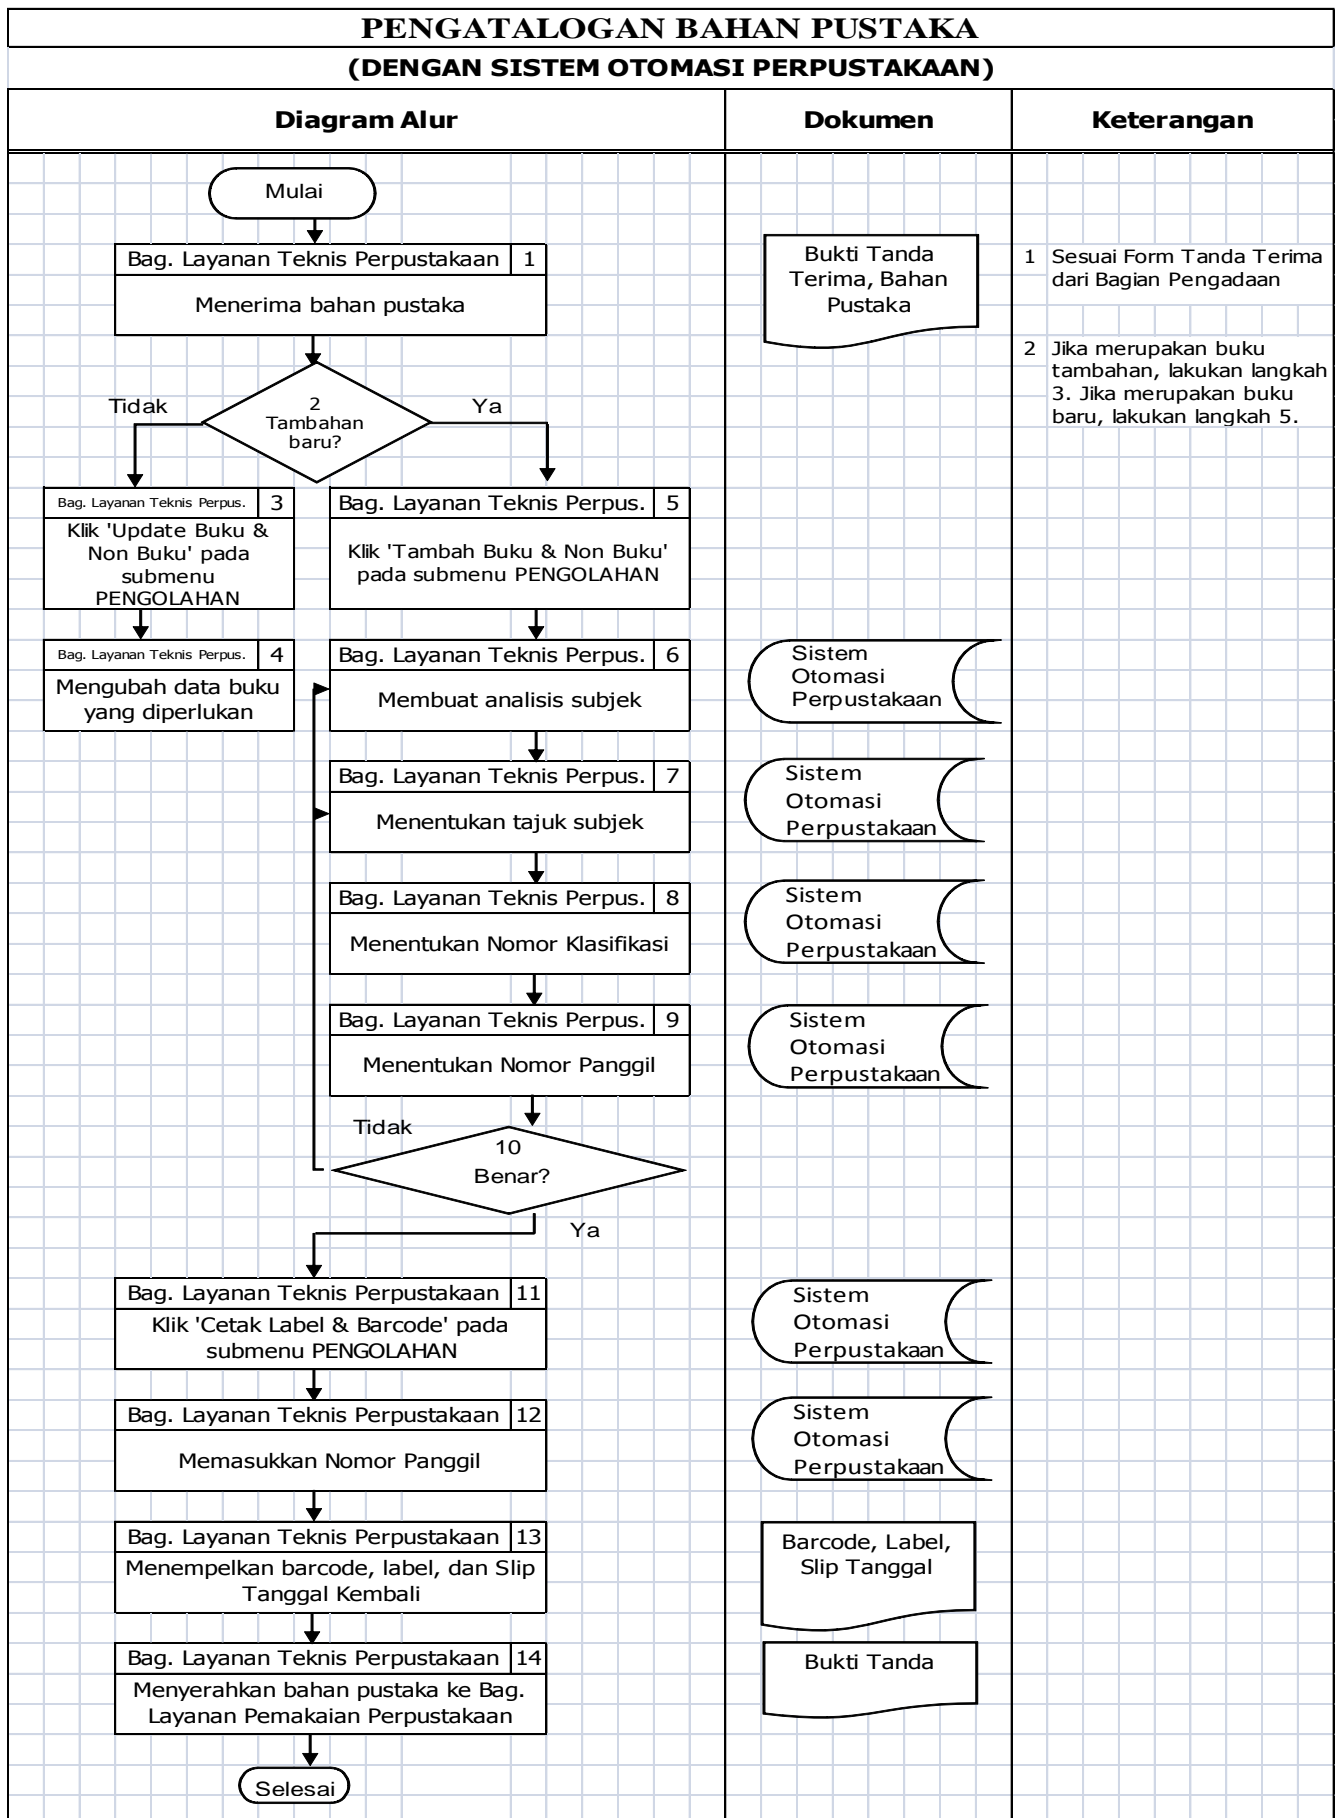 PENGATALOGAN BAHAN PUSTAKA
(DENGAN SISTEM OTOMASI PERPUSTAKAAN)
Diagram Alur
Dokumen
Keterangan
Mulai
Bag. Layanan Teknis Perpustakaan 1
Menerima bahan pustaka
Bukti Tanda
Terima, Bahan
Pustaka
1 Sesuai Form Tanda Terima
dari Bagian Pengadaan
2 Jika merupakan buku
tambahan, lakukan langkah
3. Jika merupakan buku
baru, lakukan langkah 5.
Tidak
2
Tambahan
baru?
Ya
Bag. Layanan Teknis Perpus. 3
Klik 'Update Buku &
Non Buku' pada
submenu
PENGOLAHAN
Bag. Layanan Teknis Perpus. 5
Klik 'Tambah Buku & Non Buku'
pada submenu PENGOLAHAN
Bag. Layanan Teknis Perpus. 4
Mengubah data buku
yang diperlukan
Bag. Layanan Teknis Perpus. 6
Membuat analisis subjek
Sistem
Otomasi
Perpustakaan
Bag. Layanan Teknis Perpus. 7
Menentukan tajuk subjek
Sistem
Otomasi
Perpustakaan
Bag. Layanan Teknis Perpus. 8
Menentukan Nomor Klasifikasi
Sistem
Otomasi
Perpustakaan
Bag. Layanan Teknis Perpus. 9
Menentukan Nomor Panggil
Sistem
Otomasi
Perpustakaan
Tidak
10
Benar?
Ya
Bag. Layanan Teknis Perpustakaan 11
Klik 'Cetak Label & Barcode' pada
submenu PENGOLAHAN
Sistem
Otomasi
Perpustakaan
Bag. Layanan Teknis Perpustakaan 12
Memasukkan Nomor Panggil
Sistem
Otomasi
Perpustakaan
Bag. Layanan Teknis Perpustakaan 13
Menempelkan barcode, label, dan Slip
Tanggal Kembali
Barcode, Label,
Slip Tanggal
Bag. Layanan Teknis Perpustakaan 14
Menyerahkan bahan pustaka ke Bag.
Layanan Pemakaian Perpustakaan
Bukti Tanda
Selesai